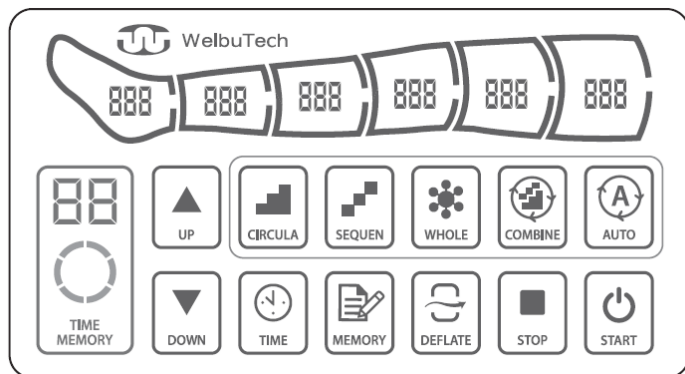 WelbuTech
888 888 888 888 888 888
88
UP
CIRCULA
SEQUEN
WHOLE
COMBINE
A
AUTO
TIME
MEMORY
DOWN
TIME
MEMORY
DEFLATE
STOP
START